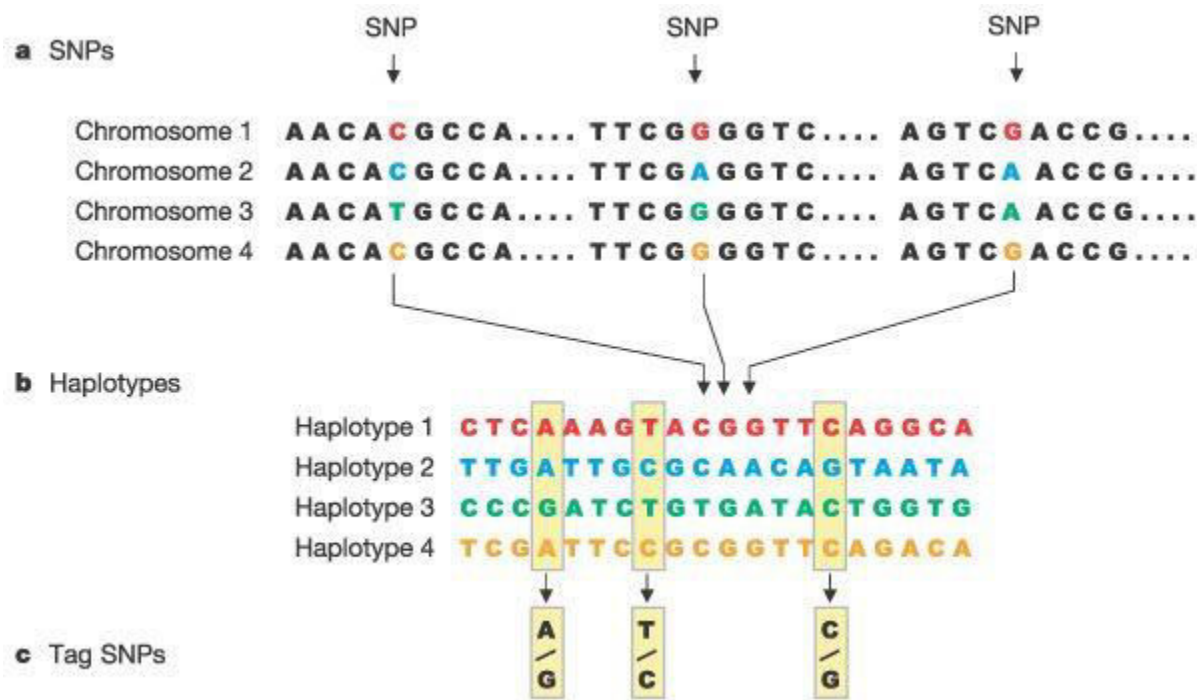 SNP SNP SNP
a SNPs
Chromosome 1 AACACGCCA.... TTCGGGGTC.... AGTCGACCG....
Chromosome 2 AACACGCCA.... TTCGAGGTC.... AGTCAACCG....
Chromosome 3 AACATGCCA.... TTCGGGGTC.... AGTCAACCG....
Chromosome 4 AACACGCCA.... TTCGGGGTC.... AGTCGACCG....
b Haplotypes
Haplotype 1 CTCAAAGTACGGTTCAGGCA
Haplotype 2 TTGATTGCGCAACAGTAATA
Haplotype 3 CCCGATCTGTGATACTGGTG
Haplotype 4 TCGATTCCGCGGTTCAGACA
c Tag SNPs
A/G T/C C/G